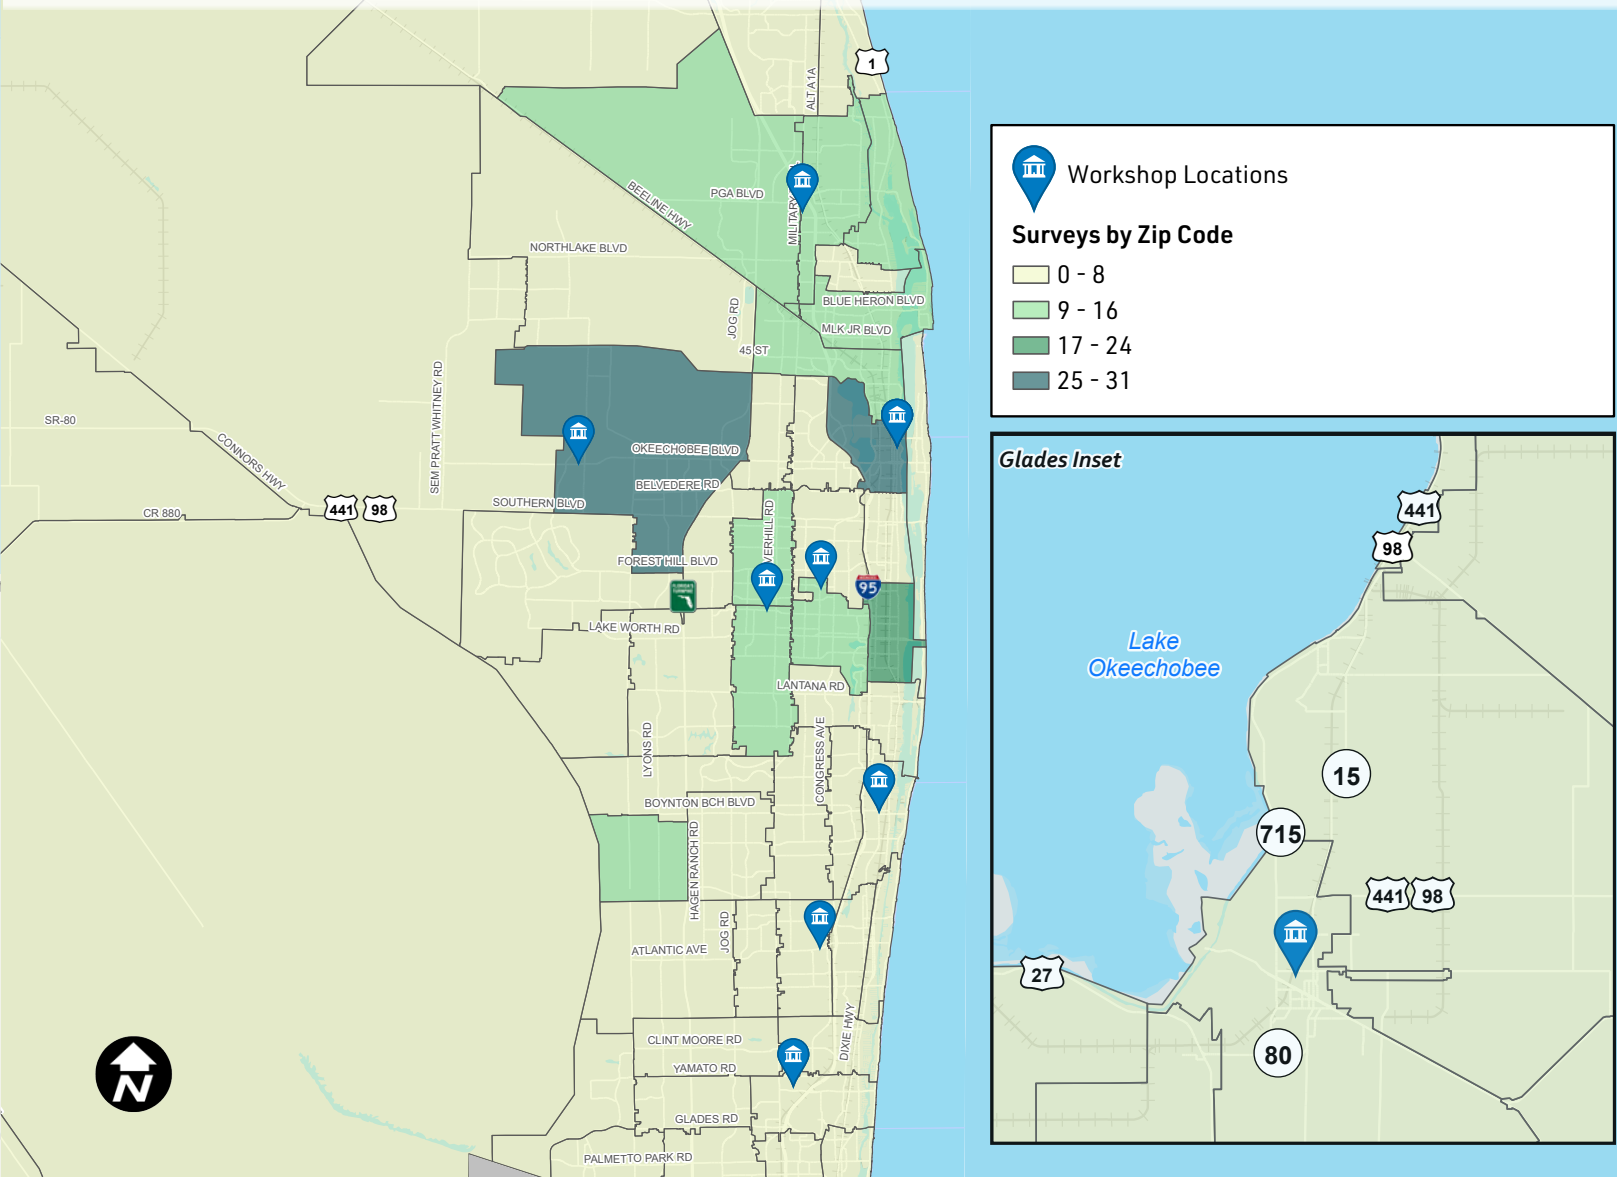 1
ALT A1A
BEELINE HWY
PGA BLVD
MILITARY
NORTHLAKE BLVD
JOG RD
BLUE HERON BLVD
MLK JR BLVD
45 ST
SEM PRATT WHITNEY RD
SR-80
CONNORS HWY
OKEECHOBEE BLVD
BELVEDERE RD
SOUTHERN BLVD
441 98
CR 880
VERHILL RD
FOREST HILL BLVD
95
LAKE WORTH RD
LANTANA RD
LYONS RD
CONGRESS AVE
BOYNTON BCH BLVD
HAGEN RANCH RD
JOG RD
ATLANTIC AVE
DIXIE HWY
CLINT MOORE RD
YAMATO RD
GLADES RD
PALMETTO PARK RD
N
Workshop Locations
Surveys by Zip Code
0 - 8
9 - 16
17 - 24
25 - 31
Glades Inset
441
98
Lake
Okeechobee
15
715
441 98
27
80